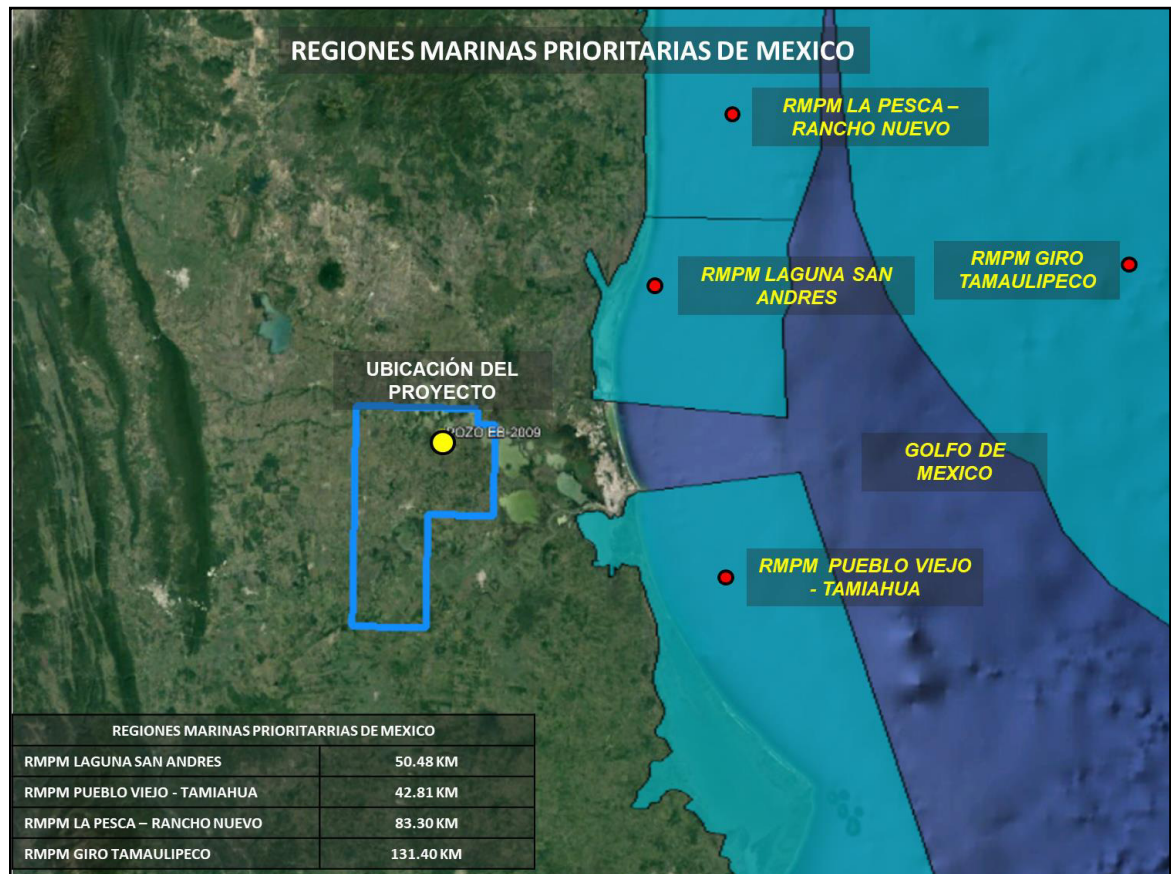 REGIONES MARINAS PRIORITARIAS DE MEXICO
RMPM LA PESCA –
RANCHO NUEVO
RMPM GIRO
TAMAULIPECO
RMPM LAGUNA SAN
ANDRES
UBICACIÓN DEL
PROYECTO
POZO EB-2009
GOLFO DE
MEXICO
RMPM PUEBLO VIEJO
- TAMIAHUA
REGIONES MARINAS PRIORITARRIAS DE MEXICO
RMPM LAGUNA SAN ANDRES 50.48 KM
RMPM PUEBLO VIEJO - TAMIAHUA 42.81 KM
RMPM LA PESCA – RANCHO NUEVO 83.30 KM
RMPM GIRO TAMAULIPECO 131.40 KM